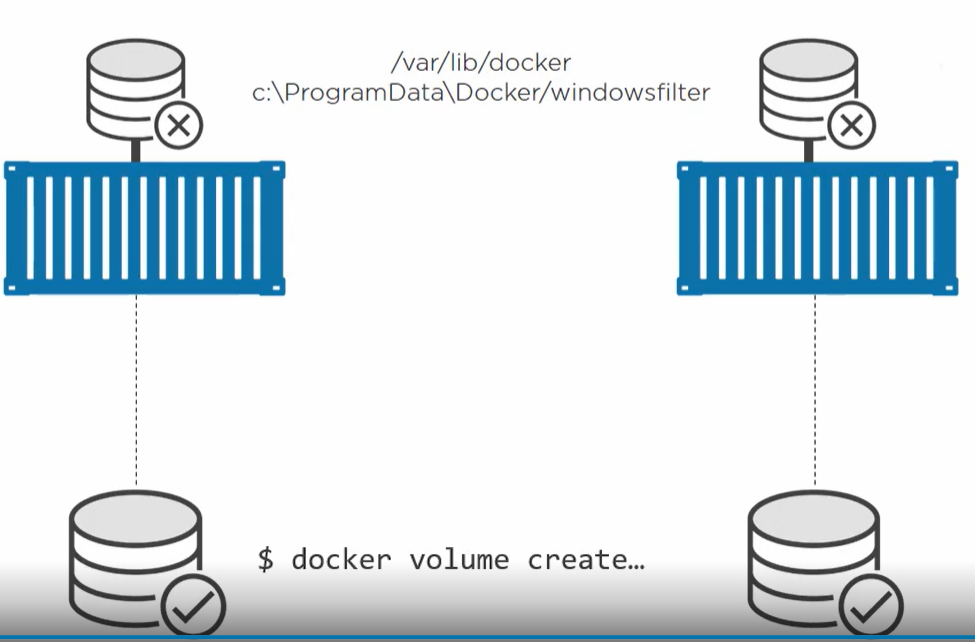 /var/lib/docker
c:\ProgramData\Docker/windowsfilter
$ docker volume create…